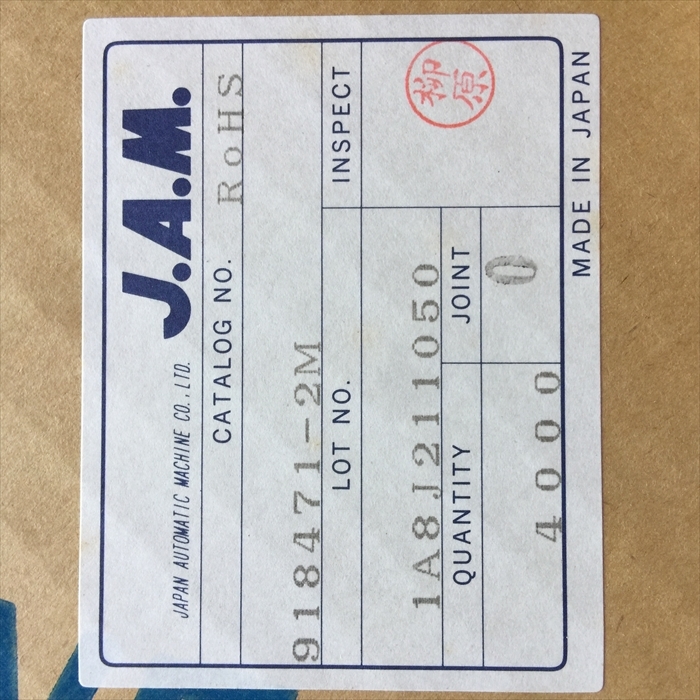 JAPAN AUTOMATIC MACHINE CO.,LTD. J.A.M.
CATALOG NO. RoHS
918471-2M
LOT NO. INSPECT
1A8J211050
柳原
QUANTITY JOINT
4000 0
MADE IN JAPAN